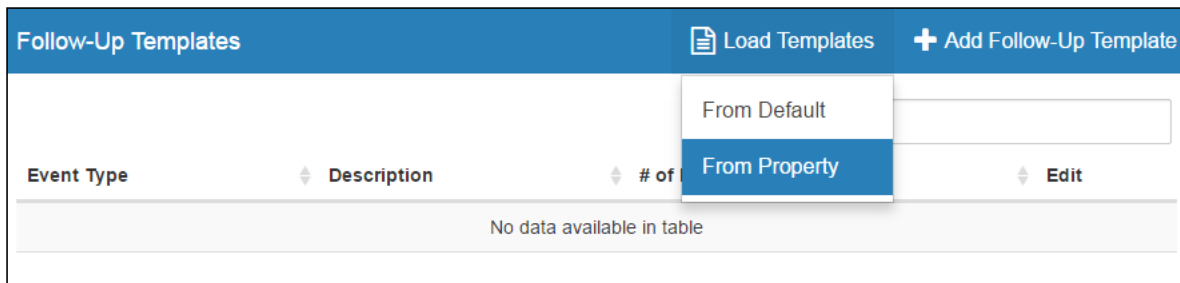 Follow-Up Templates Load Templates Add Follow-Up Template
From Default
From Property
Event Type Description # of Edit
No data available in table